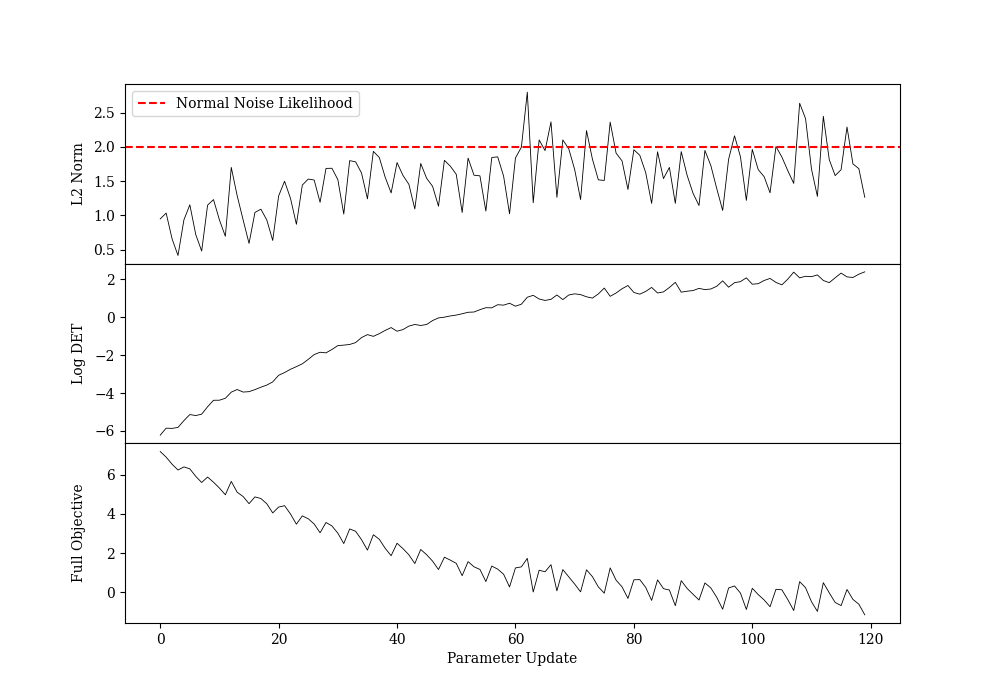 Normal Noise Likelihood
L2 Norm
2.5
2.0
1.5
1.0
0.5
Log DET
2
0
−2
−4
−6
Full Objective
6
4
2
0
0 20 40 60 80 100 120
Parameter Update